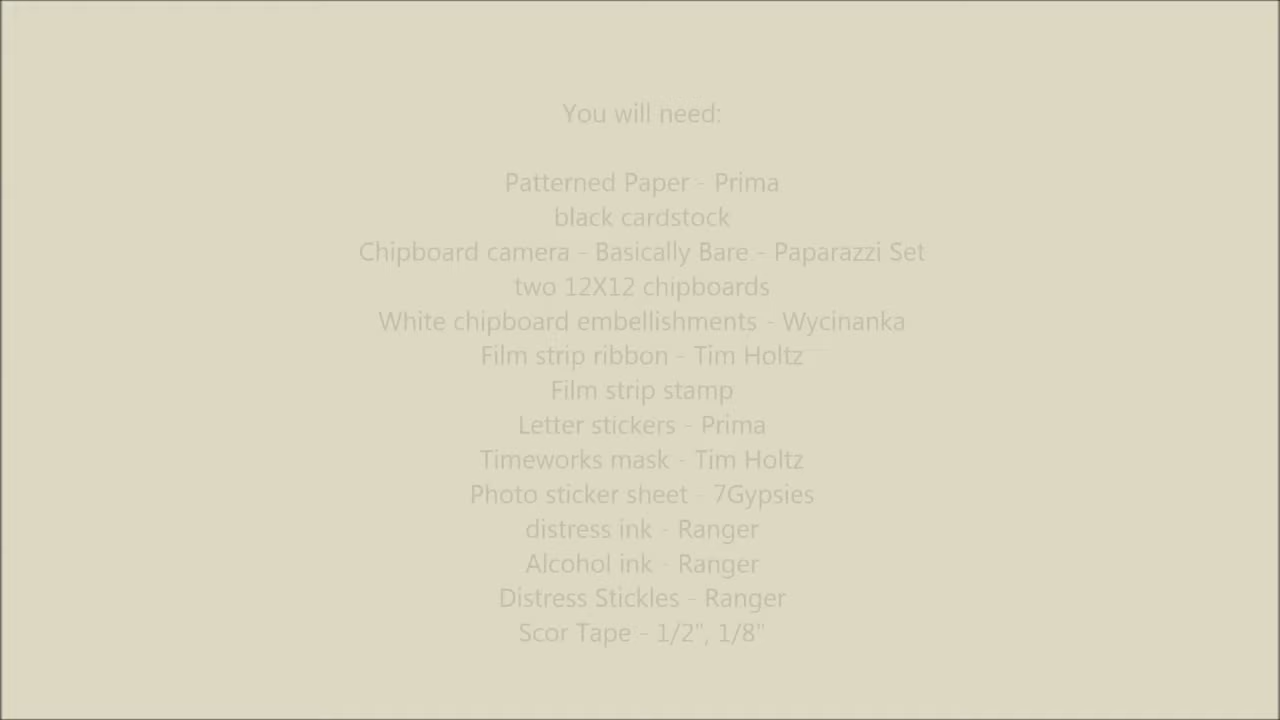 You will need:
Patterned Paper - Prima
black cardstock
Chipboard camera - Basically Bare - Paparazzi Set
two 12X12 chipboards
White chipboard embellishments - Wycinanka
Film strip ribbon - Tim Holtz
Film strip stamp
Letter stickers - Prima
Timeworks mask - Tim Holtz
Photo sticker sheet - 7Gypsies
distress ink - Ranger
Alcohol ink - Ranger
Distress Stickles - Ranger
Scor Tape - 1/2", 1/8"